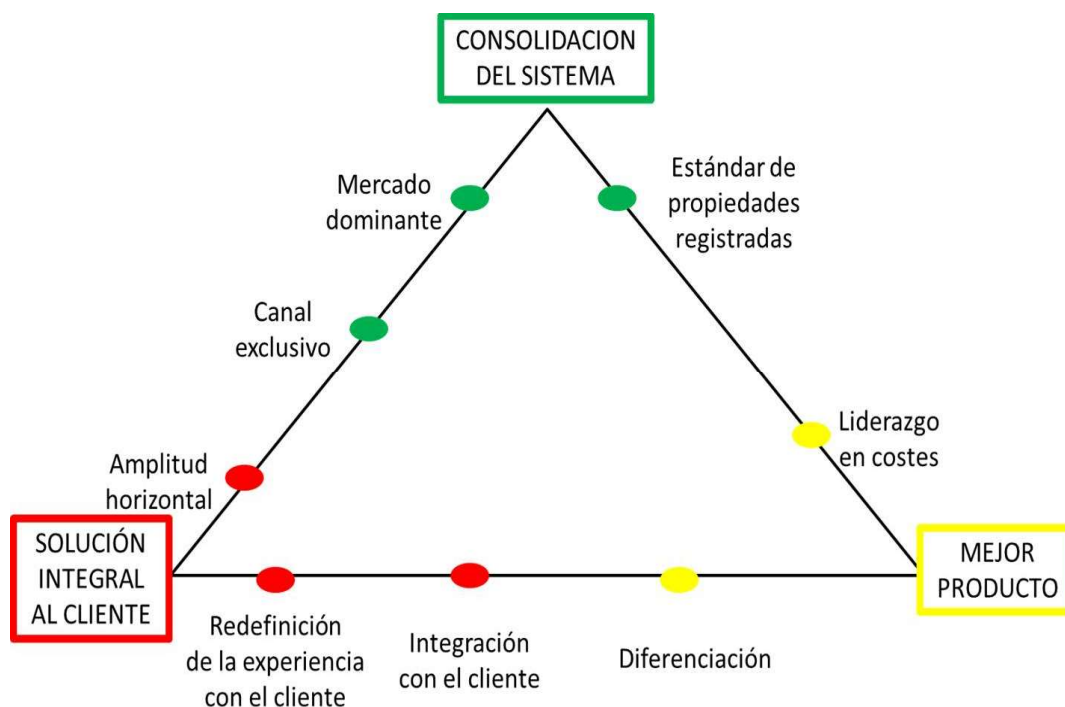 CONSOLIDACION
DEL SISTEMA
Mercado
dominante
Estándar de
propiedades
registradas
Canal
exclusivo
Liderazgo
en costes
Amplitud
horizontal
SOLUCIÓN
INTEGRAL
AL CLIENTE
MEJOR
PRODUCTO
Redefinición
de la experiencia
con el cliente
Integración
con el cliente
Diferenciación